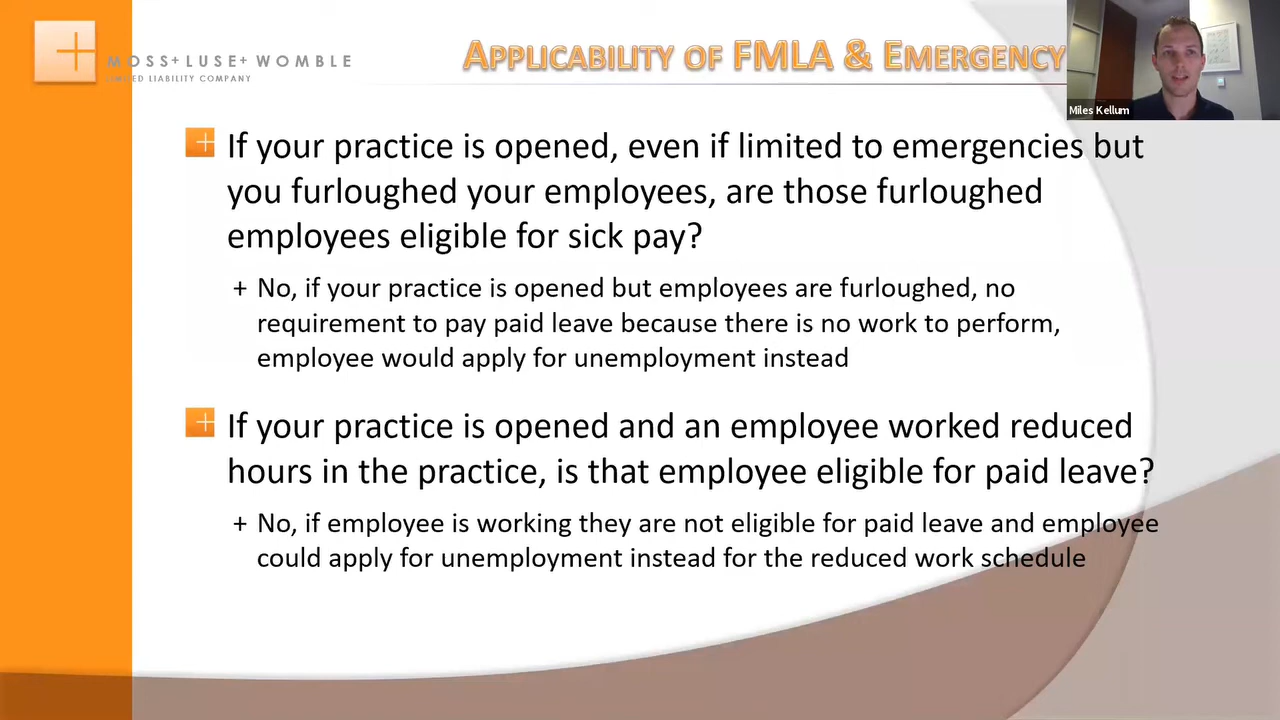 MOSS+LUSE+WOMBLE
LIMITED LIABILITY COMPANY
APPLICABILITY OF FMLA & EMERGENCY
Miles Kellum
If your practice is opened, even if limited to emergencies but
you furloughed your employees, are those furloughed
employees eligible for sick pay?
+ No, if your practice is opened but employees are furloughed, no
requirement to pay paid leave because there is no work to perform,
employee would apply for unemployment instead
If your practice is opened and an employee worked reduced
hours in the practice, is that employee eligible for paid leave?
+ No, if employee is working they are not eligible for paid leave and employee
could apply for unemployment instead for the reduced work schedule